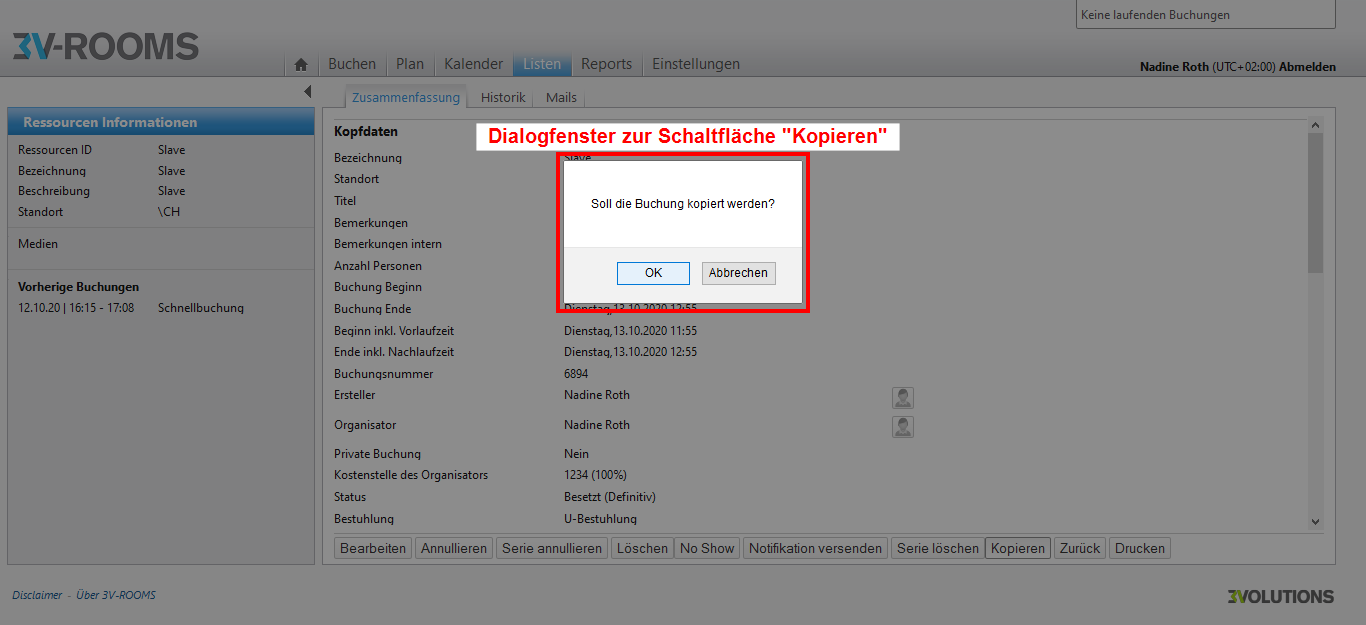 Keine laufenden Buchungen
3V-ROOMS
Buchen Plan Kalender Listen Reports Einstellungen
Nadine Roth (UTC+02:00) Abmelden
Zusammenfassung Historik Mails
Ressourcen Informationen
Ressourcen ID Slave
Bezeichnung Slave
Beschreibung Slave
Standort \CH
Medien
Vorherige Buchungen
12.10.20 | 16:15 - 17:08 Schnellbuchung
Kopfdaten
Dialogfenster zur Schaltfläche "Kopieren"
Bezeichnung Slave
Standort
Titel
Bemerkungen
Bemerkungen intern
Anzahl Personen
Buchung Beginn
Soll die Buchung kopiert werden?
OK Abbrechen
Buchung Ende Dienstag,13.10.2020 12:55
Beginn inkl. Vorlaufzeit Dienstag,13.10.2020 11:55
Ende inkl. Nachlaufzeit Dienstag,13.10.2020 12:55
Buchungsnummer 6894
Ersteller Nadine Roth
Organisator Nadine Roth
Private Buchung Nein
Kostenstelle des Organisators 1234 (100%)
Status Besetzt (Definitiv)
Bestuhlung U-Bestuhlung
Bearbeiten Annullieren Serie annullieren Löschen No Show Notifikation versenden Serie löschen Kopieren Zurück Drucken
Disclaimer - Über 3V-ROOMS
3VOLUTIONS